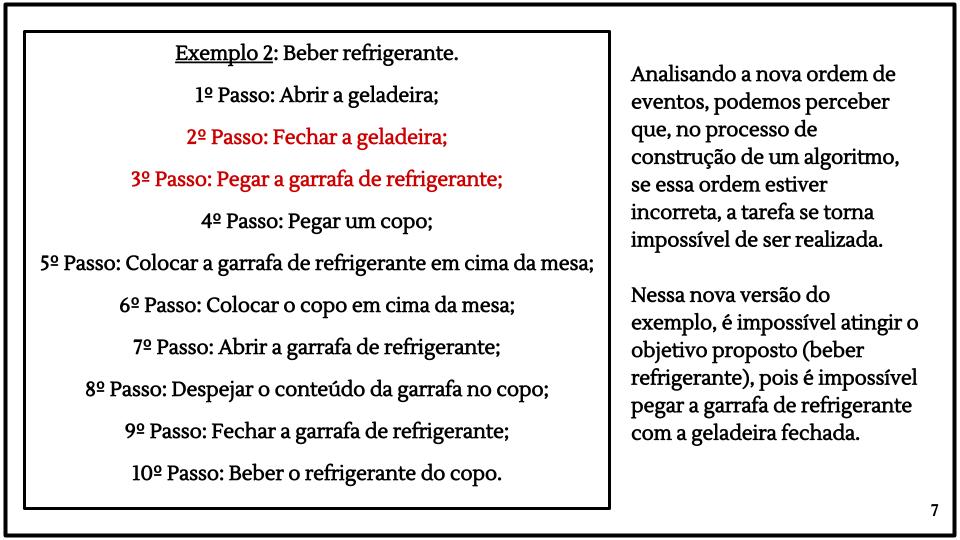 Exemplo 2: Beber refrigerante.
1º Passo: Abrir a geladeira;
2º Passo: Fechar a geladeira;
3º Passo: Pegar a garrafa de refrigerante;
4º Passo: Pegar um copo;
5º Passo: Colocar a garrafa de refrigerante em cima da mesa;
6º Passo: Colocar o copo em cima da mesa;
7º Passo: Abrir a garrafa de refrigerante;
8º Passo: Despejar o conteúdo da garrafa no copo;
9º Passo: Fechar a garrafa de refrigerante;
10º Passo: Beber o refrigerante do copo.
Analisando a nova ordem de
eventos, podemos perceber
que, no processo de
construção de um algoritmo,
se essa ordem estiver
incorreta, a tarefa se torna
impossível de ser realizada.
Nessa nova versão do
exemplo, é impossível atingir o
objetivo proposto (beber
refrigerante), pois é impossível
pegar a garrafa de refrigerante
com a geladeira fechada.
7